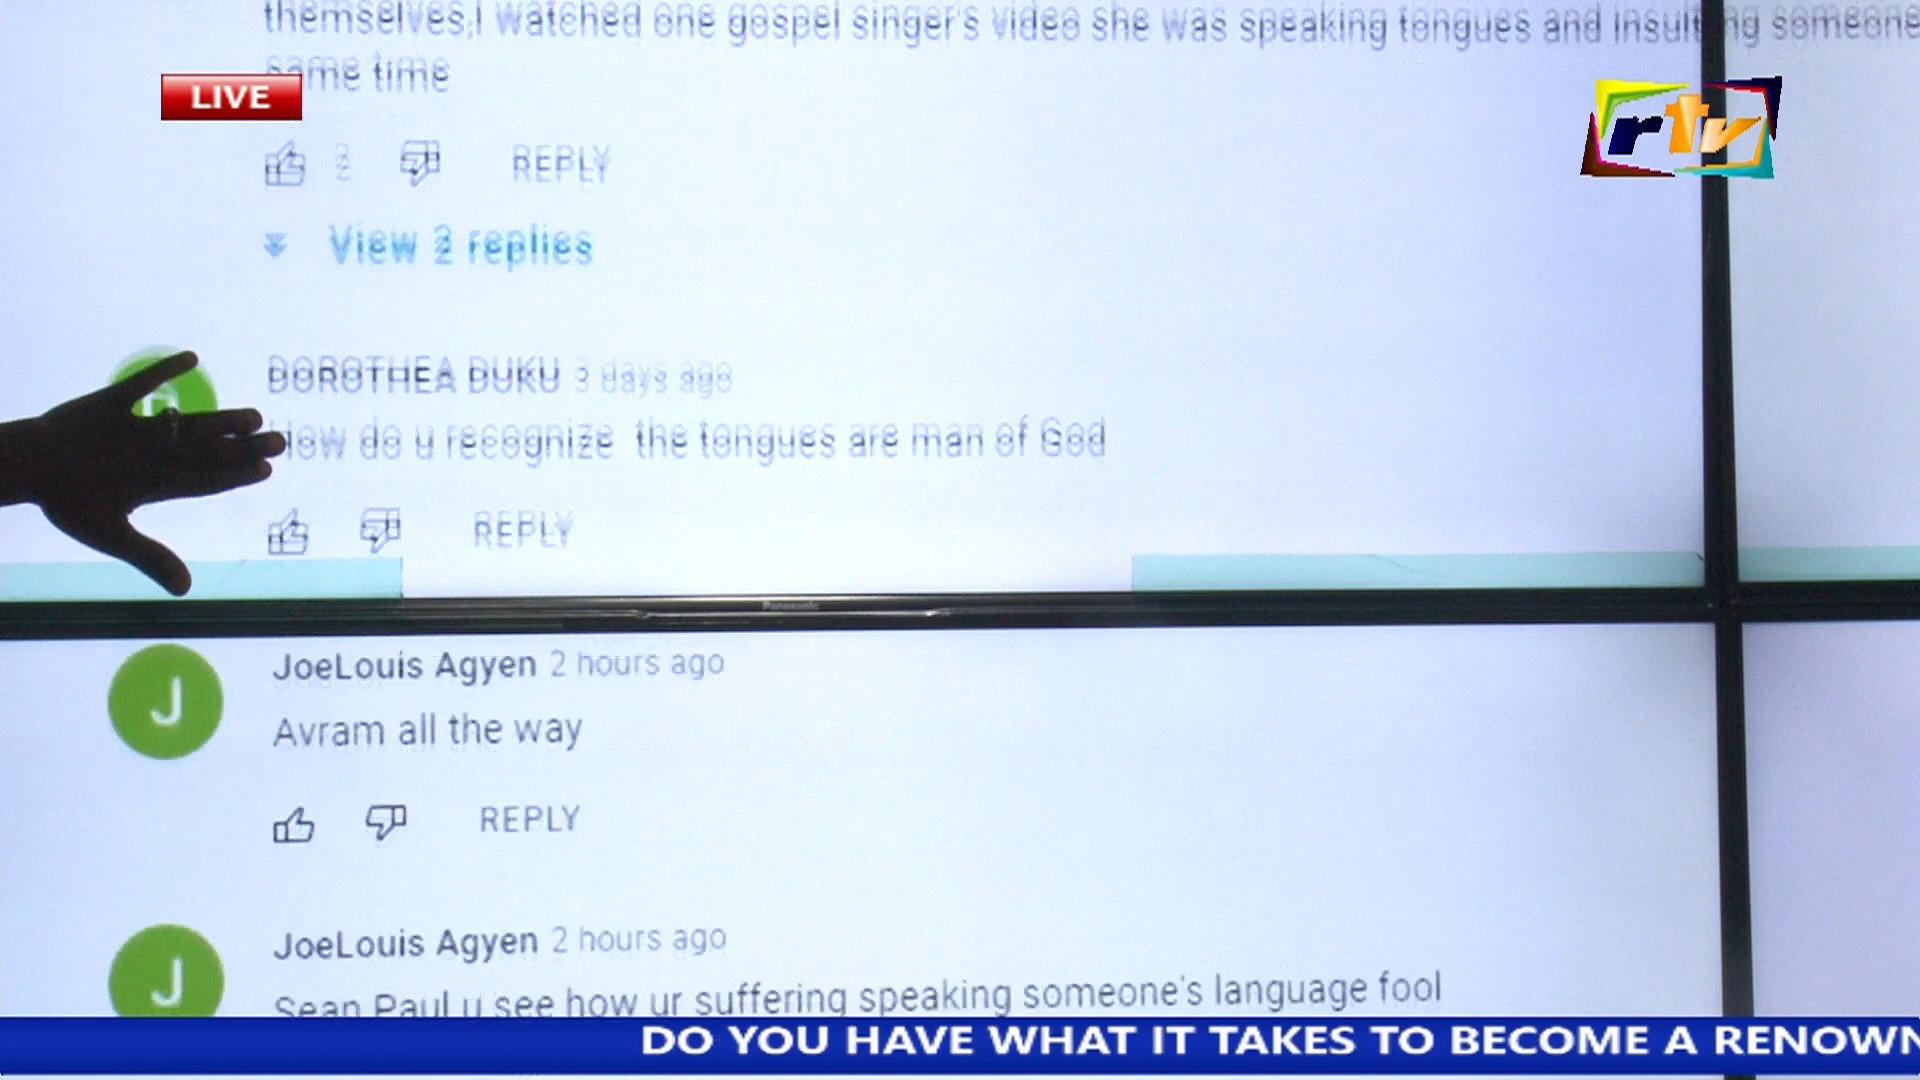 themselves,I watched one gospel singer's video she was speaking tongues and insulting someone
same time
LIVE
rtv
REPLY
View 2 replies
DOROTHEA DUKU 3 days ago
How do u recognize the tongues are man of God
REPLY
Panasonic
J
JoeLouis Agyen 2 hours ago
Avram all the way
REPLY
J
JoeLouis Agyen 2 hours ago
Sean Paul u see how ur suffering speaking someone's language fool
DO YOU HAVE WHAT IT TAKES TO BECOME A RENOWN